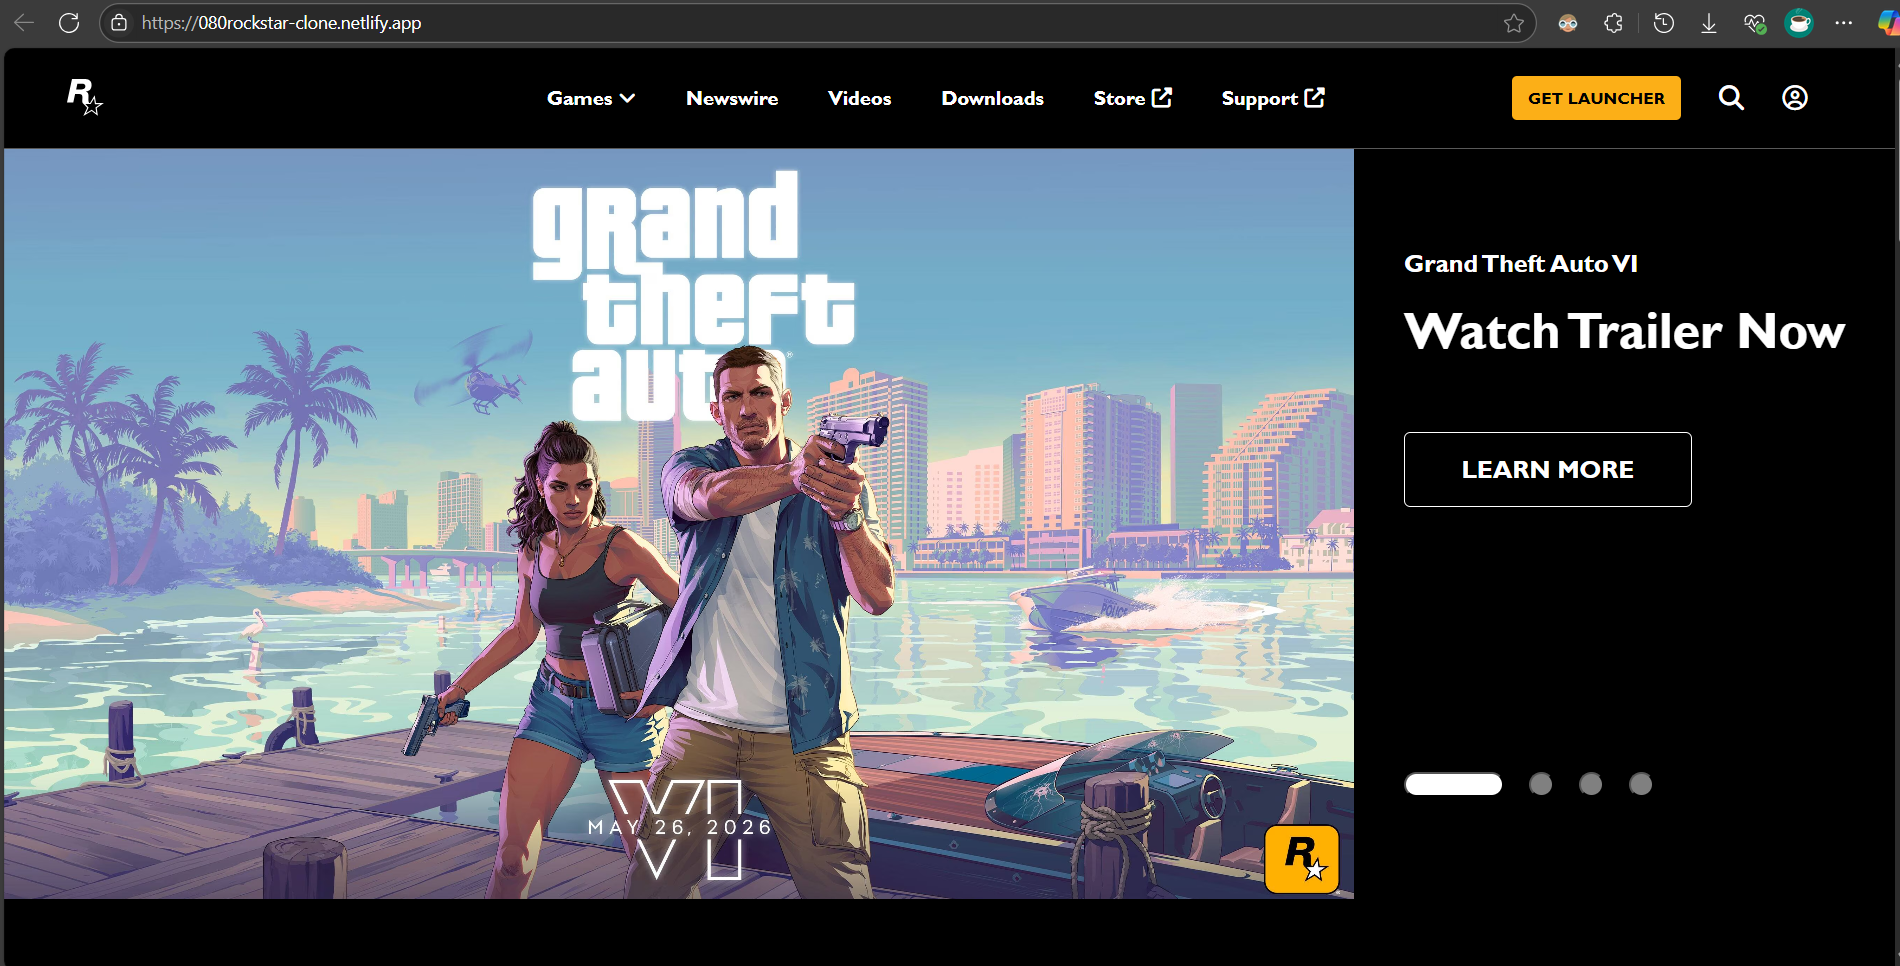 https://080rockstar-clone.netlify.app
R
Games
Newswire
Videos
Downloads
Store
Support
GET LAUNCHER
grand
theft
auto
®
Grand Theft Auto VI
Watch Trailer Now
LEARN MORE
POLICE
VI
MAY 26, 2026
R